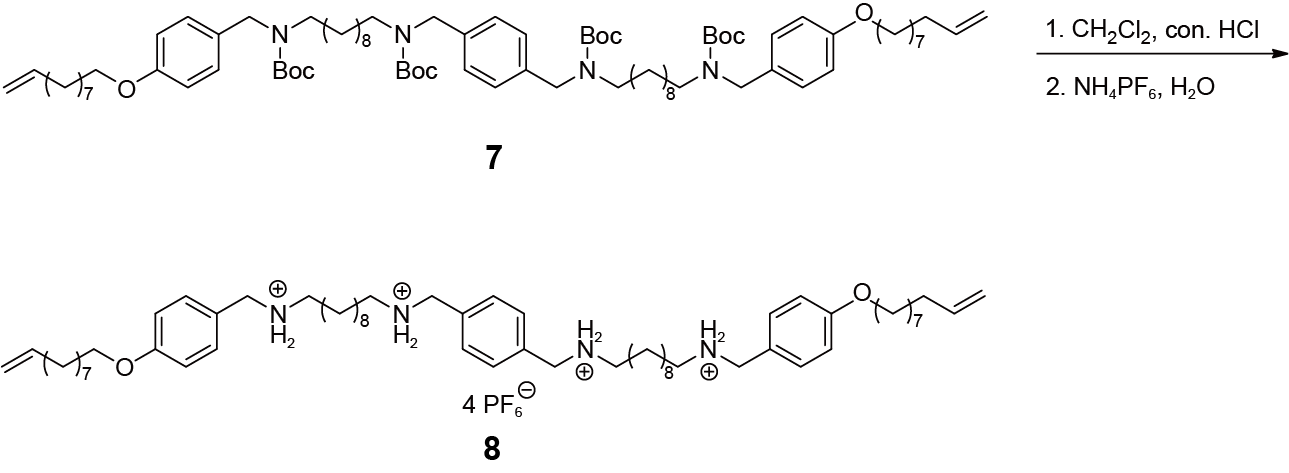 O ( )₇
N ( )₈ N Boc Boc 1. CH₂Cl₂, con. HCl
Boc Boc N ( )₈ N
( )₇ O 2. NH₄PF₆, H₂O
7
O ( )₇
⊕ ⊕
N ( )₈ N H₂ H₂
H₂ H₂ N ( )₈ N
( )₇ O ⊕ ⊕
4 PF₆⊖
8